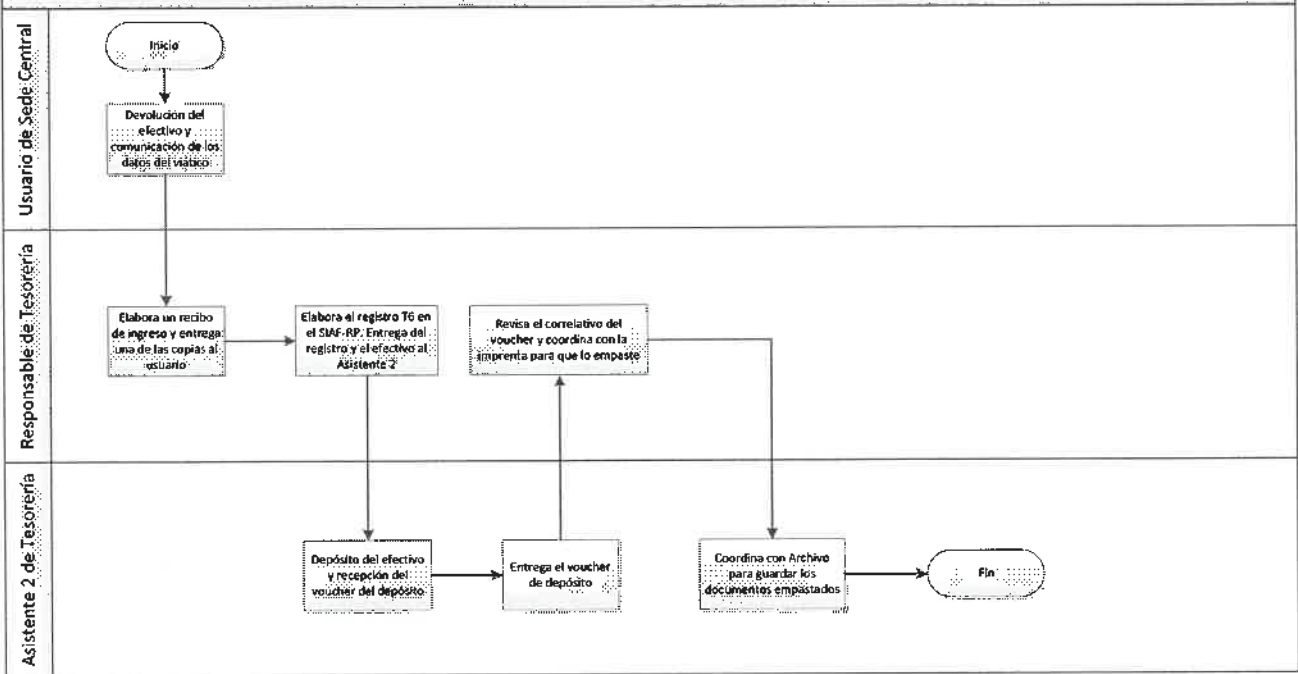 Usuario de Sede Central
Inicio
Devolución del
efectivo y
comunicación de los
datos del viático
Responsable de Tesorería
Elabora un recibo
de ingreso y entrega
una de las copias al
usuario
Elabora el registro T6 en
el SIAF-RP. Entrega del
registro y el efectivo al
Asistente 2
Revisa el correlativo del
voucher y coordina con la
imprenta para que lo empaste
Asistente 2 de Tesorería
Depósito del efectivo
y recepción del
voucher del depósito
Entrega el voucher
de depósito
Coordina con Archivo
para guardar los
documentos empastados
Fin